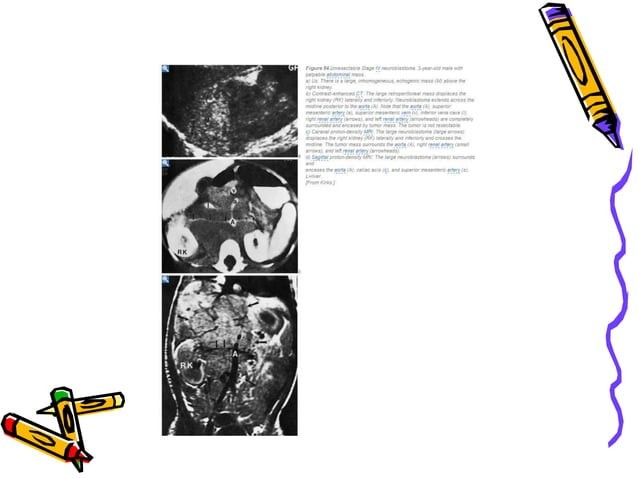 GF
RK
A
A
RK
Figure 84.Unresectable Stage IV neuroblastoma. 3-year-old male with
palpable abdominal mass.
a) Us: There is a large, inhomogeneous, echogenic mass (M) above the
right kidney.
b) Contrast-enhanced CT: The large retroperitoneal mass displaces the
right kidney (RK) laterally and inferiorly. Neuroblastoma extends across the
midline posterior to the aorta (A). Note that the aorta (A), superior
mesenteric artery (a), superior mesenteric vein (v), inferior vena cava (I),
right renal artery (arrows), and left renal artery (arrowheads) are completely
surrounded and encased by tumor mass. The tumor is not resectable.
c) Coronal proton-density MRI: The large neuroblastoma (large arrows)
displaces the right kidney (RK) laterally and inferiorly and crosses the
midline. The tumor mass surrounds the aorta (A), right renal artery (small
arrows), and left renal artery (arrowheads).
d) Sagittal proton-density MRI: The large neuroblastoma (arrows) surrounds
and
encases the aorta (A), celiac axis (c), and superior mesenteric artery (a).
L=liver.
[From Kirks.]